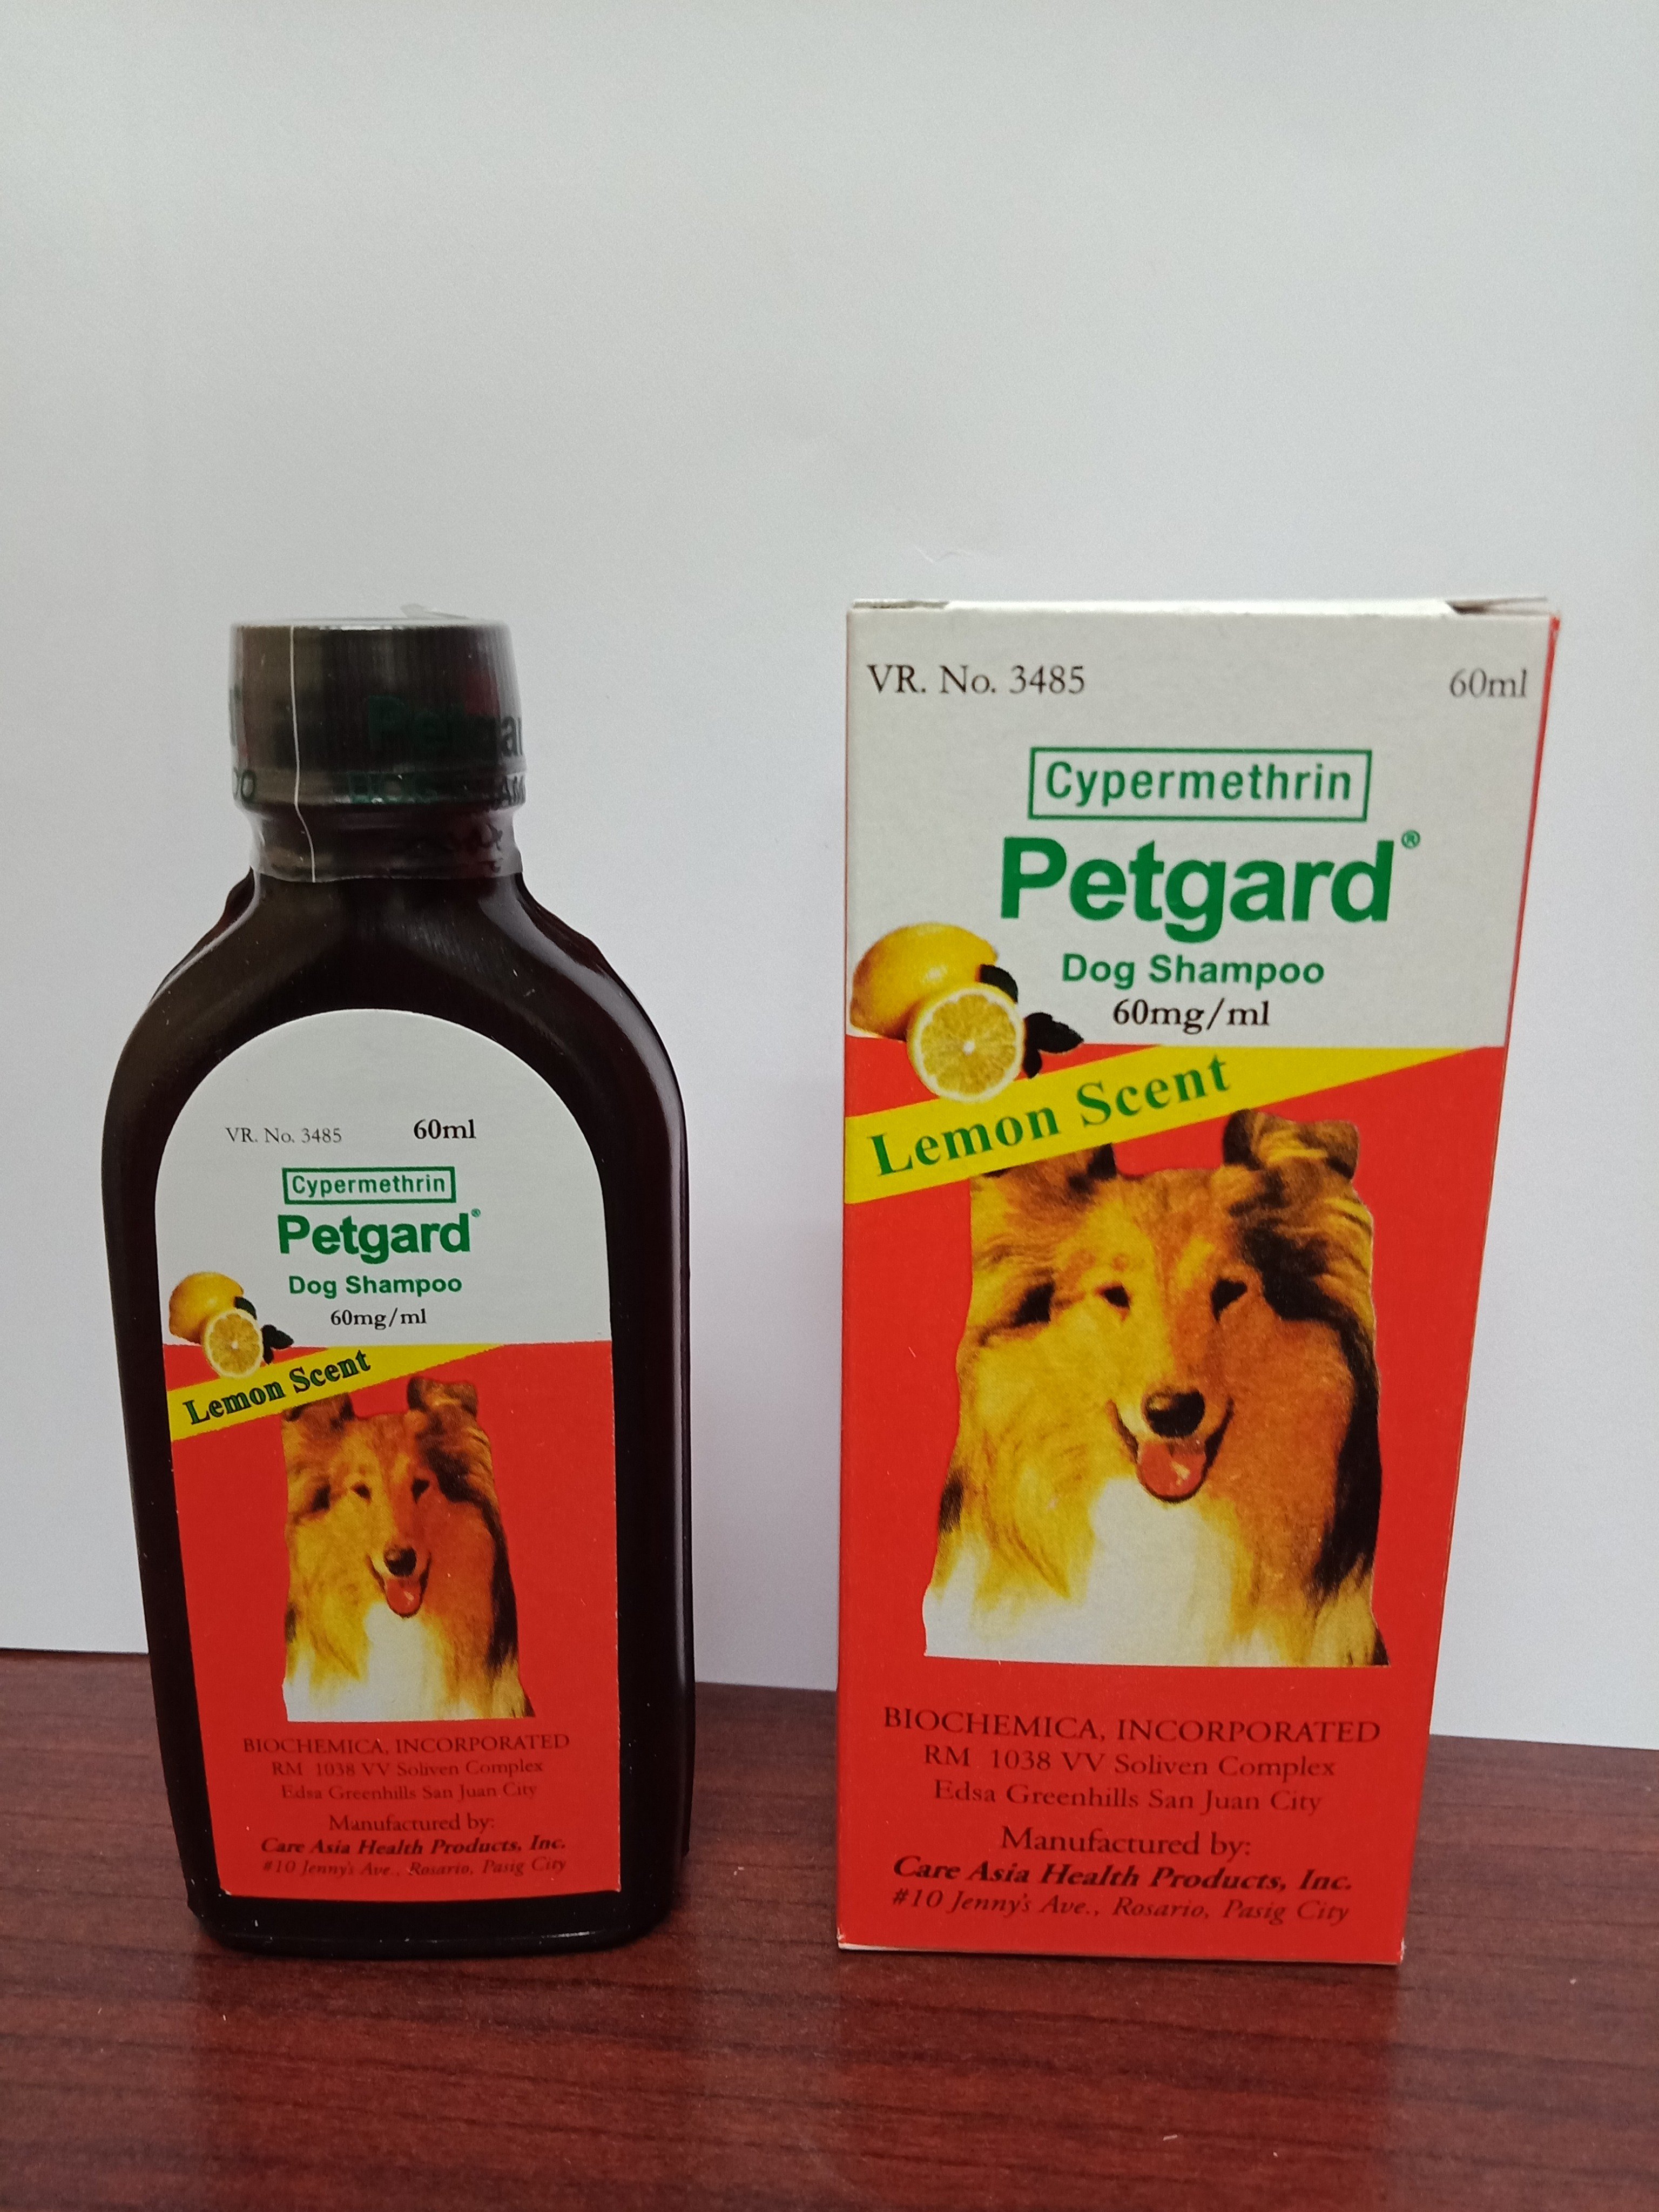 Petgar
VR. No. 3485 60ml
Cypermethrin
Petgard®
Dog Shampoo
60mg/ml
Lemon Scent
BIOCHEMICA, INCORPORATED
RM 1038 VV Soliven Complex
Edsa Greenhills San Juan City
Manufactured by:
Care Asia Health Products, Inc.
#10 Jenny's Ave., Rosario, Pasig City
VR. No. 3485 60ml
Cypermethrin
Petgard®
Dog Shampoo
60mg/ml
Lemon Scent
BIOCHEMICA, INCORPORATED
RM 1038 VV Soliven Complex
Edsa Greenhills San Juan City
Manufactured by:
Care Asia Health Products, Inc.
#10 Jenny's Ave., Rosario, Pasig City